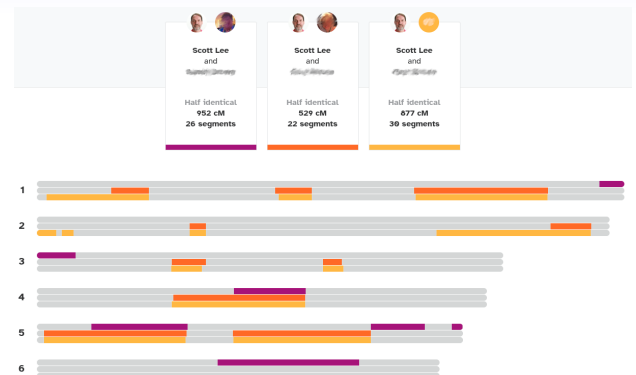 Scott Lee
and
Half identical
952 cM
26 segments
Scott Lee
and
Half identical
529 cM
22 segments
Scott Lee
and
Half identical
877 cM
30 segments
1
2
3
4
5
6